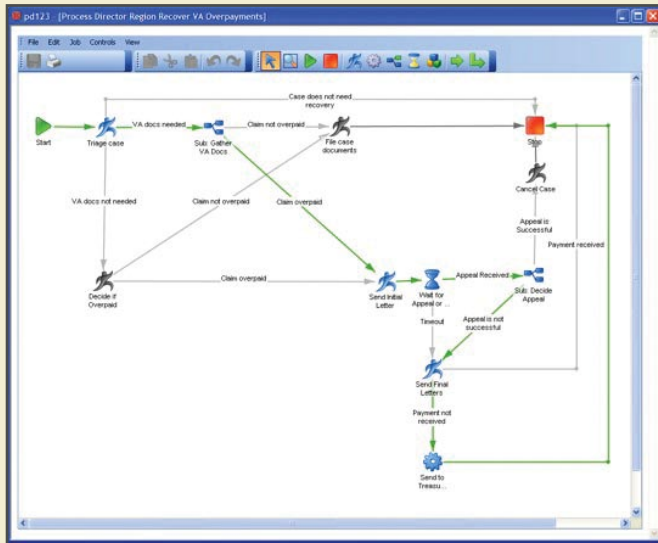 pd123 - [Process Director Region Recover VA Overpayments]
File Edit Job Controls View
Case does not need
recovery
Start
Triage case
VA docs needed
Sub: Gather
VA Docs
Claim not overpaid
File case
documents
Stop
Cancel Case
VA docs not needed
Claim not overpaid
Claim overpaid
Appeal is
Successful
Payment received
Decide if
Overpaid
Claim overpaid
Send Initial
Letter
Wait for
Appeal or ...
Appeal Received
Sub: Decide
Appeal
Timeout
Appeal is not
successful
Send Final
Letters
Payment not
received
Send to
Treasu...